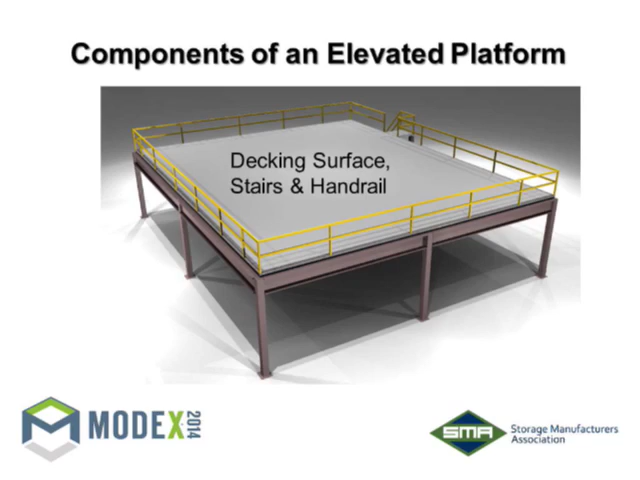 Components of an Elevated Platform
Decking Surface,
Stairs & Handrail
MODEX 2014
SMA
Storage Manufacturers
Association